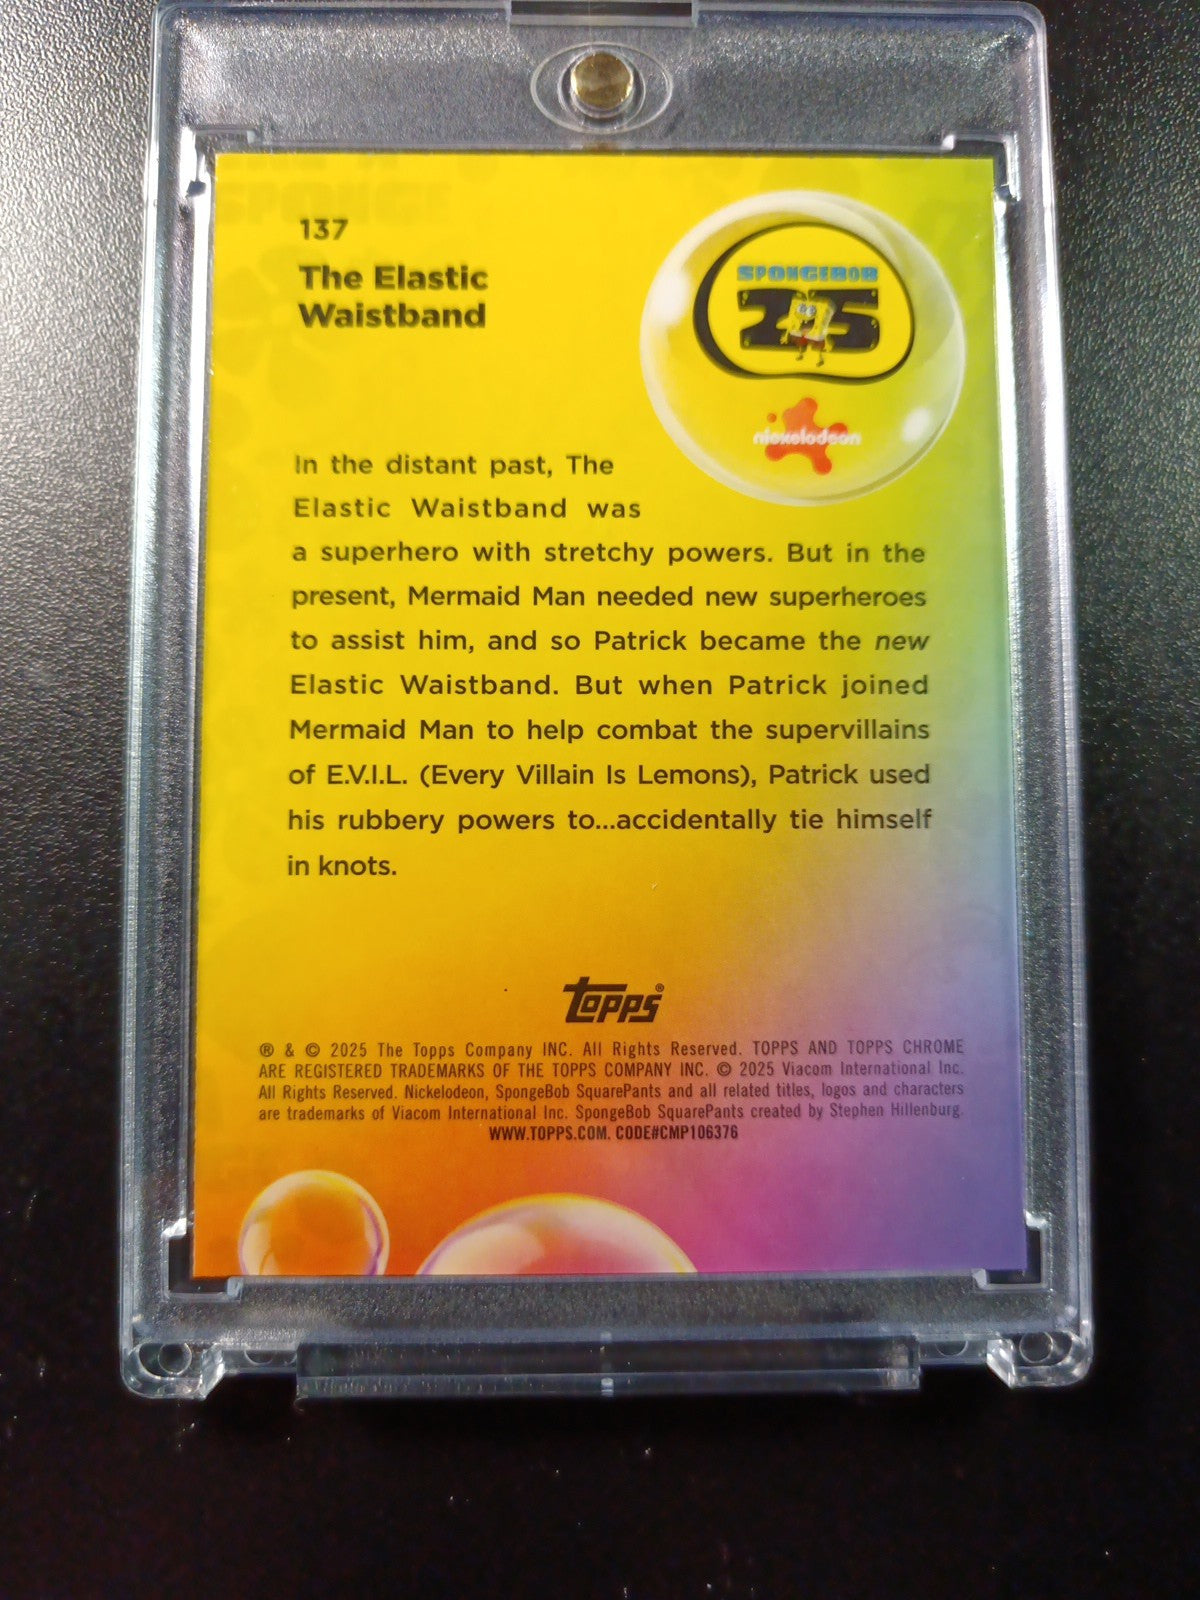 137
The Elastic
Waistband
SPONGEBOB
25
nickelodeon
In the distant past, The
Elastic Waistband was
a superhero with stretchy powers. But in the
present, Mermaid Man needed new superheroes
to assist him, and so Patrick became the new
Elastic Waistband. But when Patrick joined
Mermaid Man to help combat the supervillains
of E.V.I.L. (Every Villain Is Lemons), Patrick used
his rubbery powers to...accidentally tie himself
in knots.
topps®
® & © 2025 The Topps Company INC. All Rights Reserved. TOPPS AND TOPPS CHROME
ARE REGISTERED TRADEMARKS OF THE TOPPS COMPANY INC. © 2025 Viacom International Inc.
All Rights Reserved. Nickelodeon, SpongeBob SquarePants and all related titles, logos and characters
are trademarks of Viacom International Inc. SpongeBob SquarePants created by Stephen Hillenburg.
WWW.TOPPS.COM. CODE#CMP106376